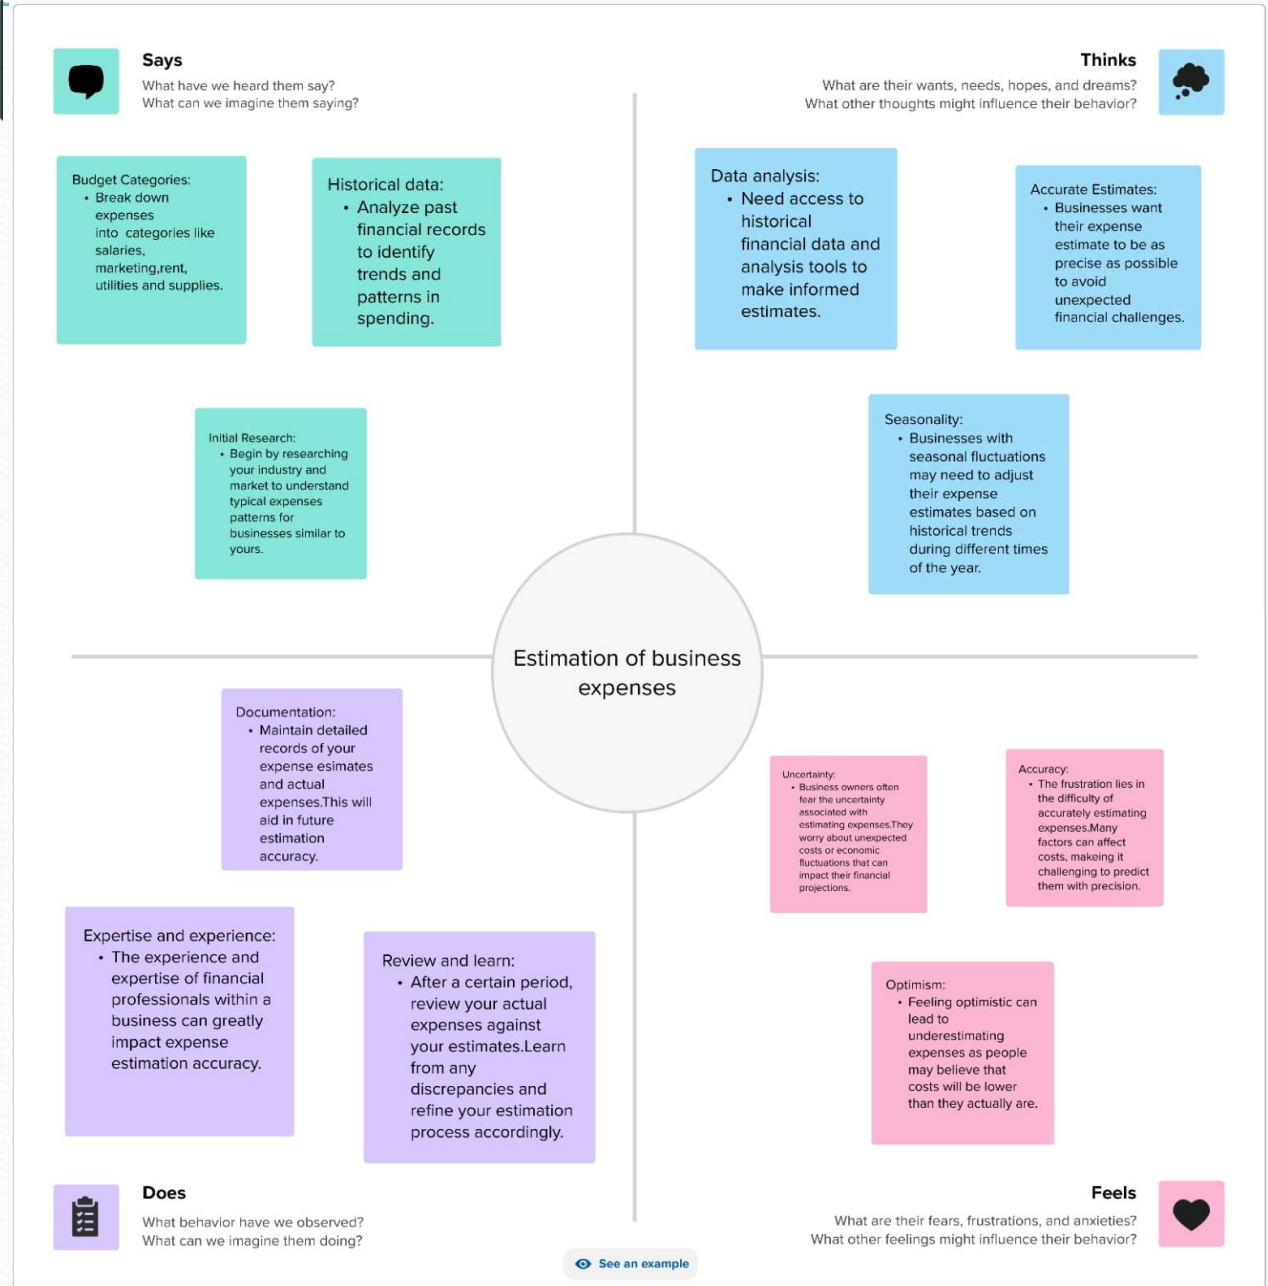 Says
What have we heard them say?
What can we imagine them saying?
Thinks
What are their wants, needs, hopes, and dreams?
What other thoughts might influence their behavior?
Budget Categories:
• Break down
expenses
into categories like
salaries,
marketing,rent,
utilities and supplies.
Historical data:
• Analyze past
financial records
to identify
trends and
patterns in
spending.
Data analysis:
• Need access to
historical
financial data and
analysis tools to
make informed
estimates.
Accurate Estimates:
• Businesses want
their expense
estimate to be as
precise as possible
to avoid
unexpected
financial challenges.
Initial Research:
• Begin by researching
your industry and
market to understand
typical expenses
patterns for
businesses similar to
yours.
Seasonality:
• Businesses with
seasonal fluctuations
may need to adjust
their expense
estimates based on
historical trends
during different times
of the year.
Estimation of business
expenses
Documentation:
• Maintain detailed
records of your
expense esimates
and actual
expenses.This will
aid in future
estimation
accuracy.
Uncertainty:
• Business owners often
fear the uncertainty
associated with
estimating expenses.They
worry about unexpected
costs or economic
fluctuations that can
impact their financial
projections.
Accuracy:
• The frustration lies in
the difficulty of
accurately estimating
expenses.Many
factors can affect
costs, makeing it
challenging to predict
them with precision.
Expertise and experience:
• The experience and
expertise of financial
professionals within a
business can greatly
impact expense
estimation accuracy.
Review and learn:
• After a certain period,
review your actual
expenses against
your estimates.Learn
from any
discrepancies and
refine your estimation
process accordingly.
Optimism:
• Feeling optimistic can
lead to
underestimating
expenses as people
may believe that
costs will be lower
than they actually are.
Does
What behavior have we observed?
What can we imagine them doing?
Feels
What are their fears, frustrations, and anxieties?
What other feelings might influence their behavior?
See an example